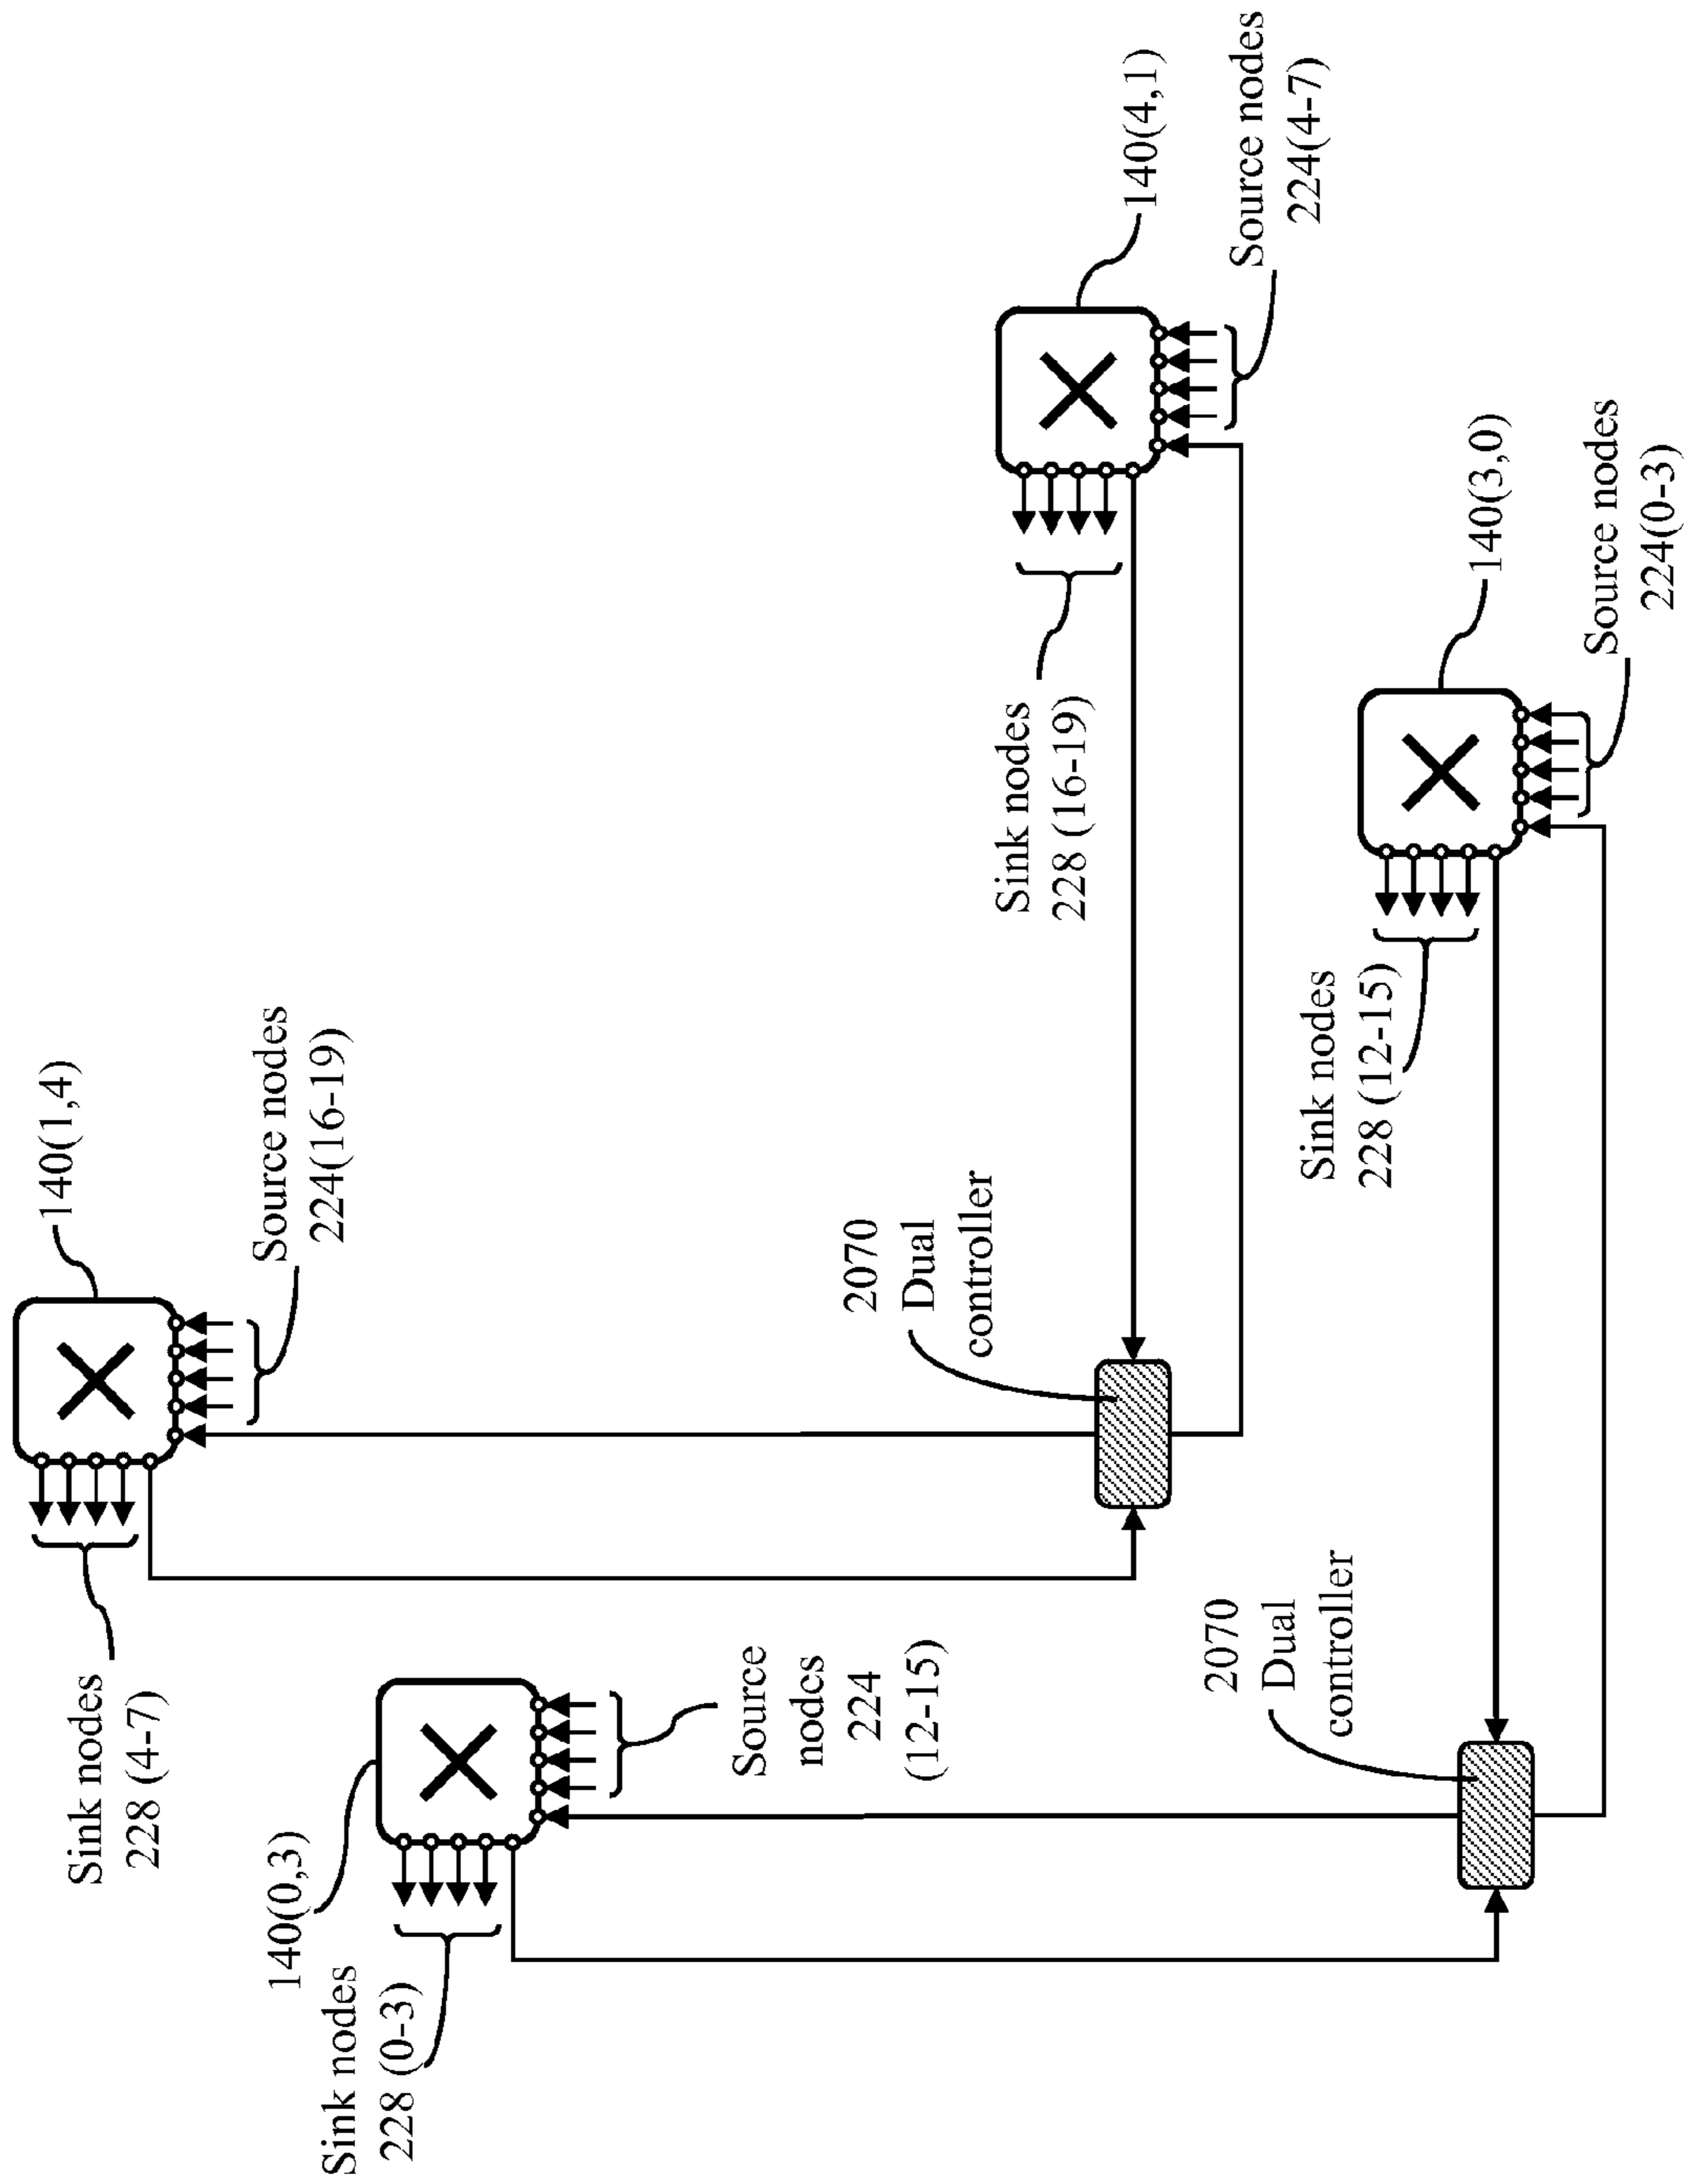 140(1,4)
Source nodes
224(16-19)
Sink nodes
228 (4-7)
140(0,3)
Sink nodes
228 (0-3)
Source
nodes
224
(12-15)
140(4,1)
Source nodes
224(4-7)
Sink nodes
228 (16-19)
2070
Dual
controller
140(3,0)
Source nodes
224(0-3)
Sink nodes
228 (12-15)
2070
Dual
controller